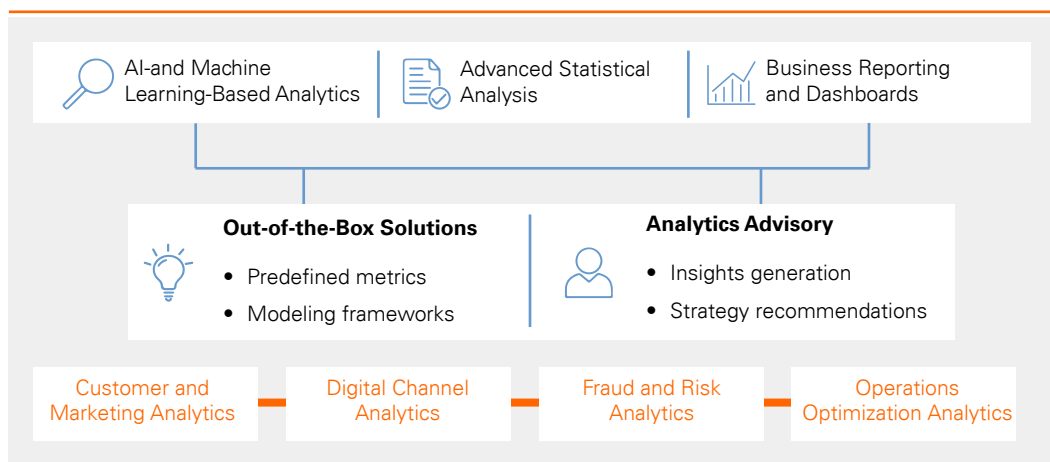 AI-and Machine
Learning-Based Analytics
Advanced Statistical
Analysis
Business Reporting
and Dashboards
Out-of-the-Box Solutions
• Predefined metrics
• Modeling frameworks
Analytics Advisory
• Insights generation
• Strategy recommendations
Customer and
Marketing Analytics
Digital Channel
Analytics
Fraud and Risk
Analytics
Operations
Optimization Analytics